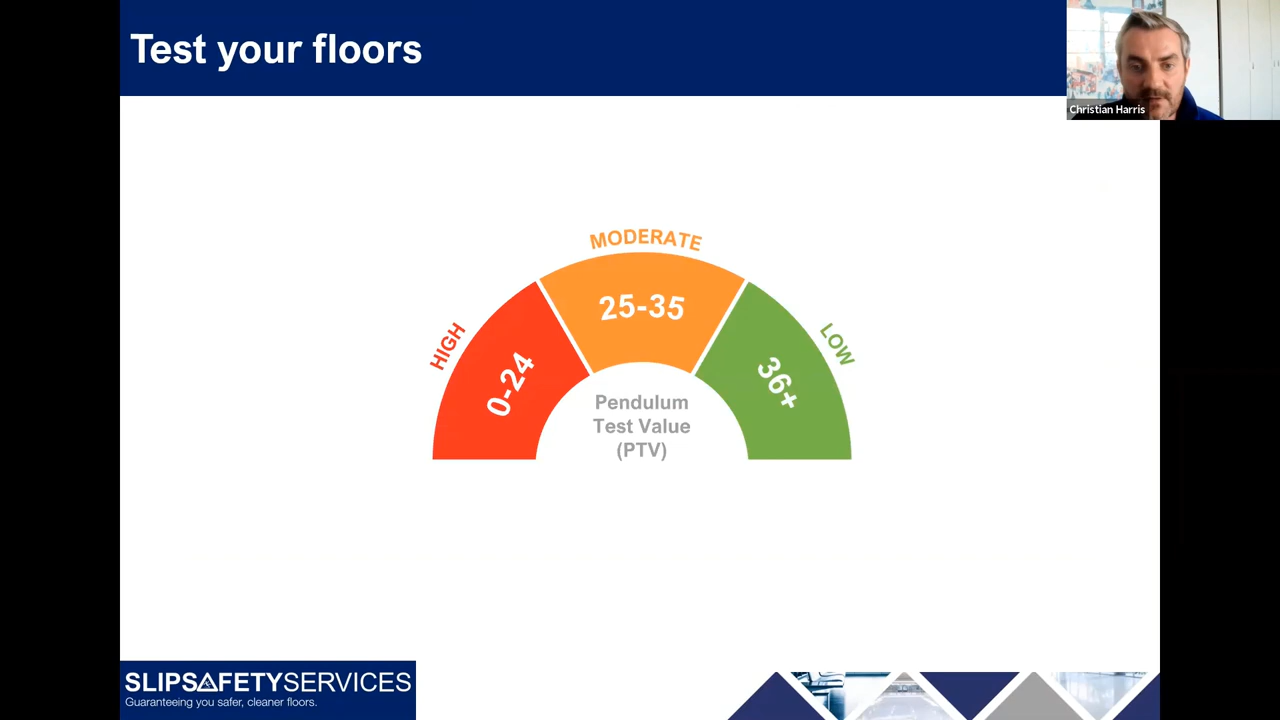 Test your floors
Christian Harris
MODERATE
HIGH
LOW
25-35
0-24
36+
Pendulum
Test Value
(PTV)
SLIPSAFETYSERVICES
Guaranteeing you safer, cleaner floors.